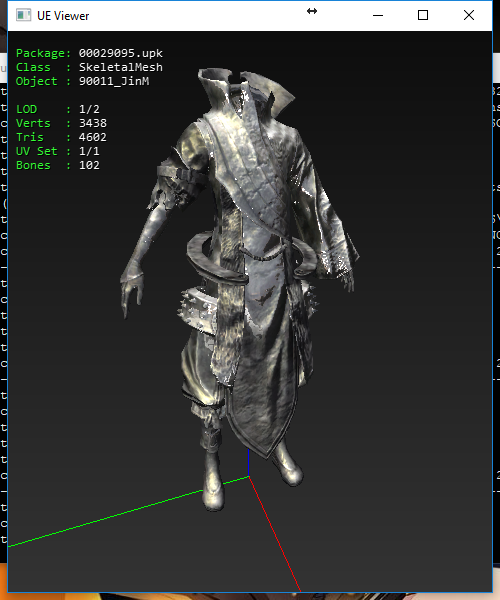 UE Viewer
Package: 00029095.upk
Class : SkeletalMesh
Object : 90011_JinM
LOD : 1/2
Verts : 3438
Tris : 4602
UV Set : 1/1
Bones : 102